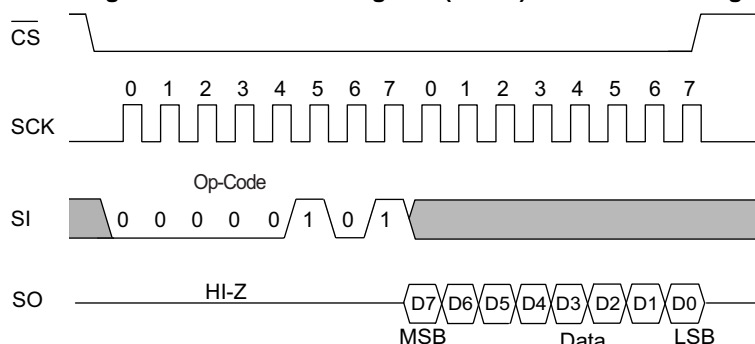 CS
0 1 2 3 4 5 6 7 0 1 2 3 4 5 6 7
SCK
Op-Code
SI 0 0 0 0 0 1 0 1
SO HI-Z D7 D6 D5 D4 D3 D2 D1 D0
MSB Data LSB